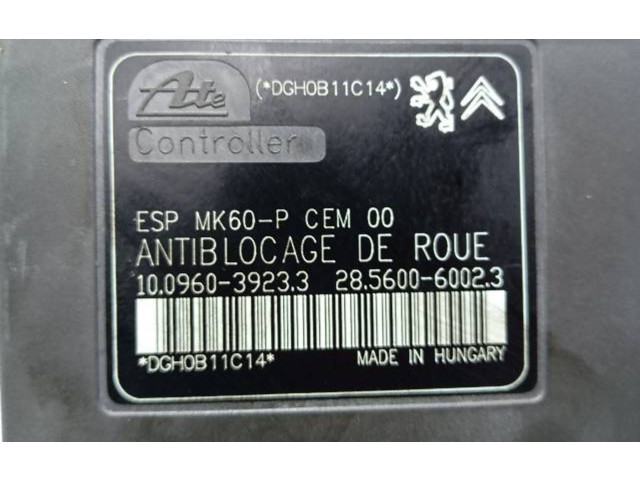 Ate (*DGH0B11C14*)
Controller
ESP MK60-P CEM 00
ANTIBLOCAGE DE ROUE
10.0960-3923.3 28.5600-6002.3
*DGH0B11C14* MADE IN HUNGARY